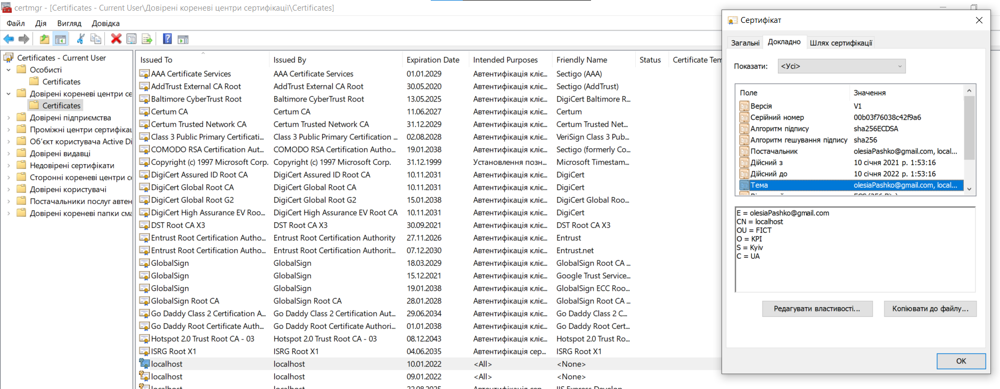 certmgr - [Certificates - Current User\Довірені кореневі центри сертифікації\Certificates]
Файл Дія Вигляд Довідка
Certificates - Current User
Особисті
Certificates
Довірені кореневі центри се
Certificates
Довірені підприємства
Проміжні центри сертифікац
Об'єкт користувача Active Di
Довірені видавці
Недовірені сертифікати
Сторонні кореневі центри се
Довірені користувачі
Постачальники послуг автен
Довірені кореневі папки сма
Issued To Issued By Expiration Date Intended Purposes Friendly Name Status Certificate Tem
AAA Certificate Services AAA Certificate Services 01.01.2029 Автентифікація кліє... Sectigo (AAA)
AddTrust External CA Root AddTrust External CA Root 30.05.2020 Автентифікація кліє... Sectigo (AddTrust)
Baltimore CyberTrust Root Baltimore CyberTrust Root 13.05.2025 Автентифікація кліє... DigiCert Baltimore R...
Certum CA Certum CA 11.06.2027 Автентифікація кліє... Certum
Certum Trusted Network CA Certum Trusted Network CA 31.12.2029 Автентифікація кліє... Certum Trusted Net...
Class 3 Public Primary Certificati... Class 3 Public Primary Certification ... 02.08.2028 Автентифікація кліє... VeriSign Class 3 Pub...
COMODO RSA Certification Aut... COMODO RSA Certification Autho... 19.01.2038 Автентифікація кліє... Sectigo (formerly Co...
Copyright (c) 1997 Microsoft Corp. Copyright (c) 1997 Microsoft Corp. 31.12.1999 Установлення позн... Microsoft Timestam...
DigiCert Assured ID Root CA DigiCert Assured ID Root CA 10.11.2031 Автентифікація кліє... DigiCert
DigiCert Global Root CA DigiCert Global Root CA 10.11.2031 Автентифікація кліє... DigiCert
DigiCert Global Root G2 DigiCert Global Root G2 15.01.2038 Автентифікація кліє... DigiCert Global Roo...
DigiCert High Assurance EV Roo... DigiCert High Assurance EV Root CA 10.11.2031 Автентифікація кліє... DigiCert
DST Root CA X3 DST Root CA X3 30.09.2021 Автентифікація кліє... DST Root CA X3
Entrust Root Certification Autho... Entrust Root Certification Authority 27.11.2026 Автентифікація кліє... Entrust
Entrust Root Certification Autho... Entrust Root Certification Authorit... 07.12.2030 Автентифікація кліє... Entrust.net
GlobalSign GlobalSign 18.03.2029 Автентифікація кліє... GlobalSign Root CA ...
GlobalSign GlobalSign 15.12.2021 Автентифікація кліє... Google Trust Service...
GlobalSign GlobalSign 19.01.2038 Автентифікація кліє... GlobalSign ECC Roo...
GlobalSign Root CA GlobalSign Root CA 28.01.2028 Автентифікація кліє... GlobalSign Root CA ...
Go Daddy Class 2 Certification A... Go Daddy Class 2 Certification Aut... 29.06.2034 Автентифікація кліє... Go Daddy Class 2 C...
Go Daddy Root Certificate Auth... Go Daddy Root Certificate Authori... 01.01.2038 Автентифікація кліє... Go Daddy Root Cert...
Hotspot 2.0 Trust Root CA - 03 Hotspot 2.0 Trust Root CA - 03 08.12.2043 Автентифікація кліє... Hotspot 2.0 Trust Ro...
ISRG Root X1 ISRG Root X1 04.06.2035 Автентифікація сер... ISRG Root X1
localhost localhost 10.01.2022 <All> <None>
localhost localhost 09.01.2022 <All> <None>
localhost localhost 22.08.2025 Автентифікація сер... IIS Express Develop
Сертифікат
Загальні Докладно Шлях сертифікації
Показати: <Усі>
Поле Значення
Версія V1
Серійний номер 00b03f76038c42f9a6
Алгоритм підпису sha256ECDSA
Алгоритм гешування підпису sha256
Постачальник olesiaPashko@gmail.com, local...
Дійсний з 10 січня 2021 р. 1:53:16
Дійсний до 10 січня 2022 р. 1:53:16
Тема olesiaPashko@gmail.com, local...
E = olesiaPashko@gmail.com
CN = localhost
OU = FICT
O = KPI
S = Kyiv
C = UA
Редагувати властивості... Копіювати до файлу...
OK